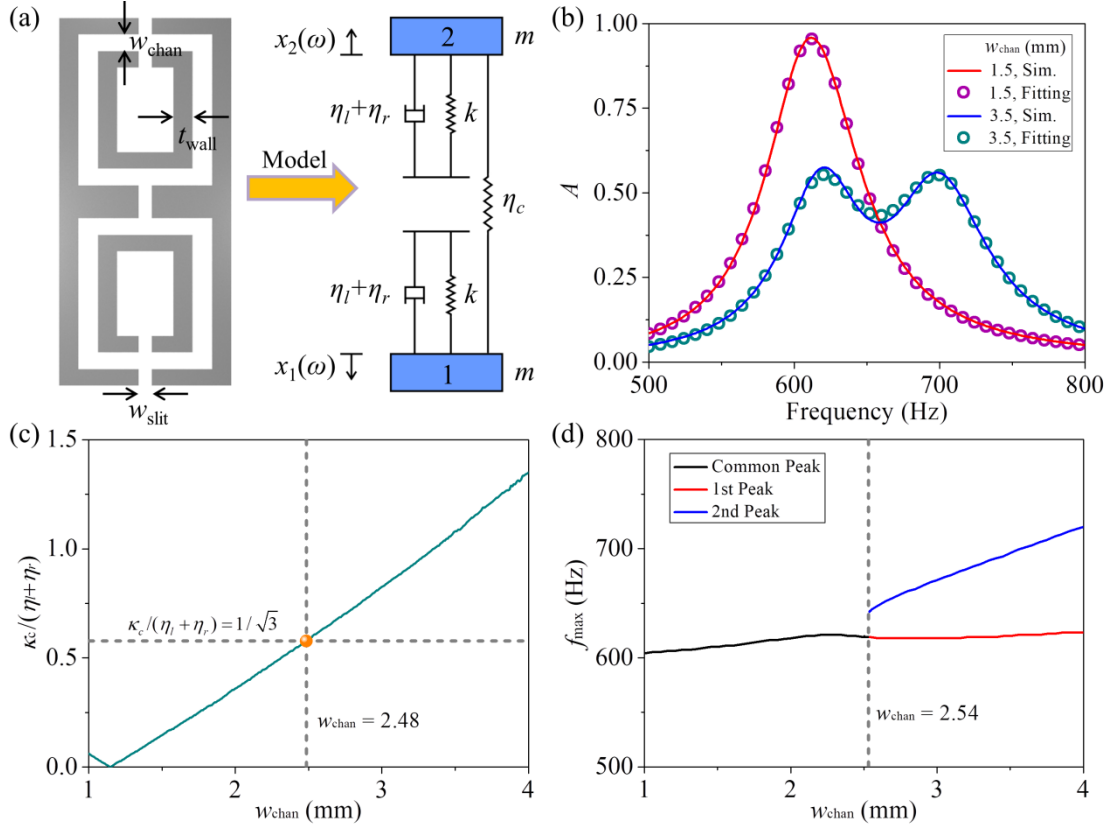 (a)
w_chan
t_wall
w_slit
Model
x₂(ω)
2
m
η_l+η_r
k
η_c
η_l+η_r
k
x₁(ω)
1
m
(b)
A
1.00
0.75
0.50
0.25
0.00
w_chan (mm)
1.5, Sim.
1.5, Fitting
3.5, Sim.
3.5, Fitting
500 600 700 800
Frequency (Hz)
(c)
κ_c/(η_l+η_r)
1.5
1.0
0.5
0.0
κ_c/(η_l+η_r)=1/√3
w_chan = 2.48
1 2 3 4
w_chan (mm)
(d)
f_max (Hz)
800
700
600
500
Common Peak
1st Peak
2nd Peak
w_chan = 2.54
1 2 3 4
w_chan (mm)